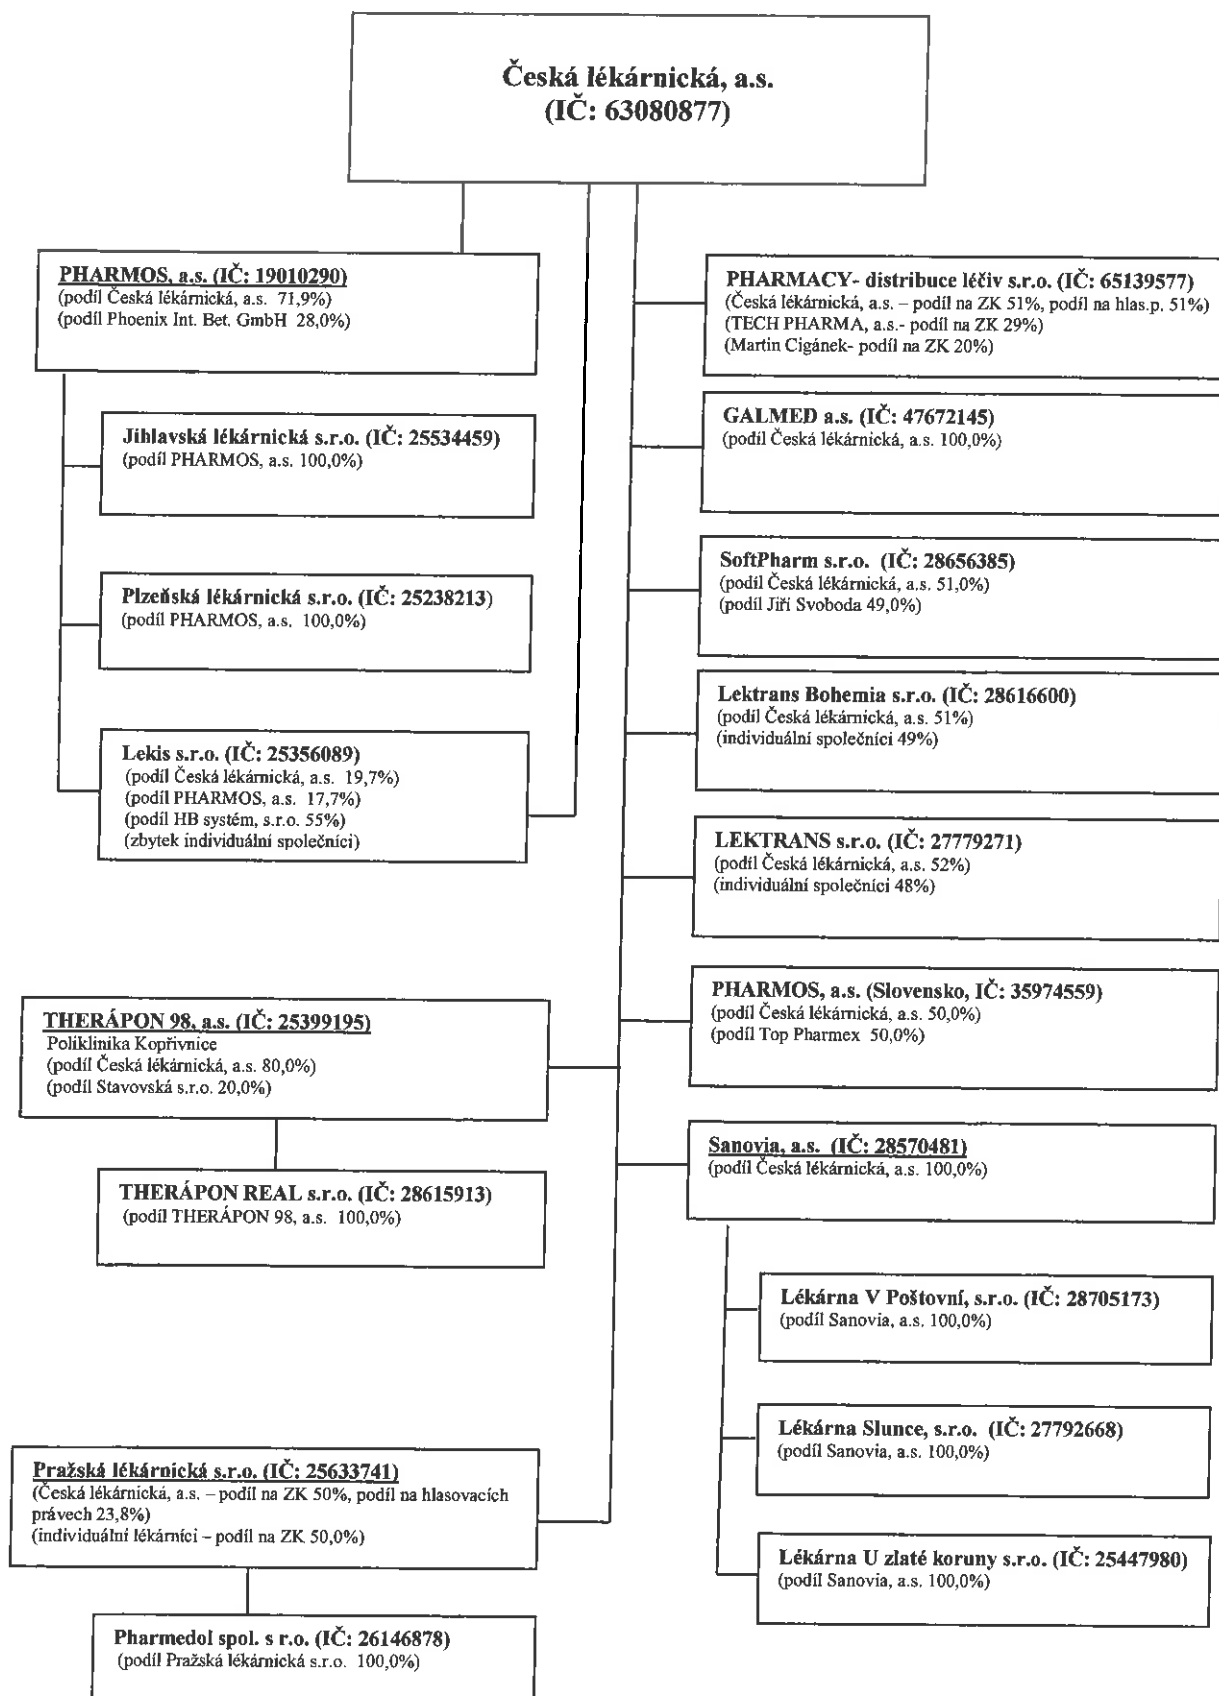 Česká lékárnická, a.s.
(IČ: 63080877)
PHARMOS, a.s. (IČ: 19010290)
(podíl Česká lékárnická, a.s. 71,9%)
(podíl Phoenix Int. Bet. GmbH 28,0%)
Jihlavská lékárnická s.r.o. (IČ: 25534459)
(podíl PHARMOS, a.s. 100,0%)
Plzeňská lékárnická s.r.o. (IČ: 25238213)
(podíl PHARMOS, a.s. 100,0%)
Lekis s.r.o. (IČ: 25356089)
(podíl Česká lékárnická, a.s. 19,7%)
(podíl PHARMOS, a.s. 17,7%)
(podíl HB systém, s.r.o. 55%)
(zbytek individuální společníci)
THERÁPON 98, a.s. (IČ: 25399195)
Poliklinika Kopřivnice
(podíl Česká lékárnická, a.s. 80,0%)
(podíl Stavovská s.r.o. 20,0%)
THERÁPON REAL s.r.o. (IČ: 28615913)
(podíl THERÁPON 98, a.s. 100,0%)
Pražská lékárnická s.r.o. (IČ: 25633741)
(Česká lékárnická, a.s. – podíl na ZK 50%, podíl na hlasovacích
právech 23,8%)
(individuální lékárníci – podíl na ZK 50,0%)
Pharmedol spol. s r.o. (IČ: 26146878)
(podíl Pražská lékárnická s.r.o. 100,0%)
PHARMACY- distribuce léčiv s.r.o. (IČ: 65139577)
(Česká lékárnická, a.s. – podíl na ZK 51%, podíl na hlas.p. 51%)
(TECH PHARMA, a.s.- podíl na ZK 29%)
(Martin Cigánek- podíl na ZK 20%)
GALMED a.s. (IČ: 47672145)
(podíl Česká lékárnická, a.s. 100,0%)
SoftPharm s.r.o. (IČ: 28656385)
(podíl Česká lékárnická, a.s. 51,0%)
(podíl Jiří Svoboda 49,0%)
Lektrans Bohemia s.r.o. (IČ: 28616600)
(podíl Česká lékárnická, a.s. 51%)
(individuální společníci 49%)
LEKTRANS s.r.o. (IČ: 27779271)
(podíl Česká lékárnická, a.s. 52%)
(individuální společníci 48%)
PHARMOS, a.s. (Slovensko, IČ: 35974559)
(podíl Česká lékárnická, a.s. 50,0%)
(podíl Top Pharmex 50,0%)
Sanovia, a.s. (IČ: 28570481)
(podíl Česká lékárnická, a.s. 100,0%)
Lékárna V Poštovní, s.r.o. (IČ: 28705173)
(podíl Sanovia, a.s. 100,0%)
Lékárna Slunce, s.r.o. (IČ: 27792668)
(podíl Sanovia, a.s. 100,0%)
Lékárna U zlaté koruny s.r.o. (IČ: 25447980)
(podíl Sanovia, a.s. 100,0%)